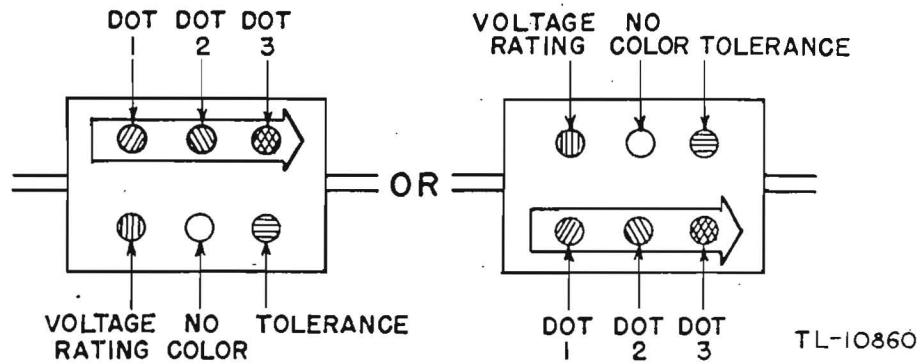 DOT DOT DOT
1 2 3
VOLTAGE NO
RATING COLOR TOLERANCE
OR
VOLTAGE NO TOLERANCE
RATING COLOR
DOT DOT DOT
1 2 3
TL-10860